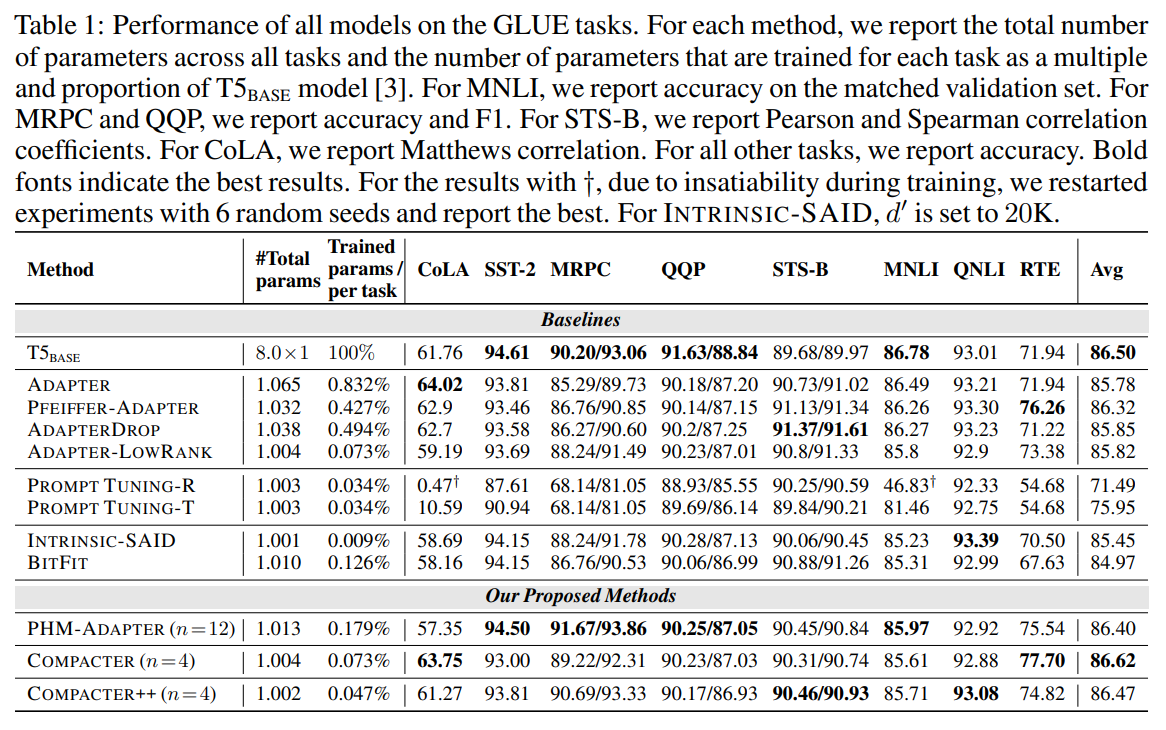 Table 1: Performance of all models on the GLUE tasks. For each method, we report the total number
of parameters across all tasks and the number of parameters that are trained for each task as a multiple
and proportion of T5BASE model [3]. For MNLI, we report accuracy on the matched validation set. For
MRPC and QQP, we report accuracy and F1. For STS-B, we report Pearson and Spearman correlation
coefficients. For CoLA, we report Matthews correlation. For all other tasks, we report accuracy. Bold
fonts indicate the best results. For the results with †, due to insatiability during training, we restarted
experiments with 6 random seeds and report the best. For INTRINSIC-SAID, d′ is set to 20K.
Method #Total params Trained params / per task CoLA SST-2 MRPC QQP STS-B MNLI QNLI RTE Avg
Baselines
T5BASE 8.0×1 100% 61.76 94.61 90.20/93.06 91.63/88.84 89.68/89.97 86.78 93.01 71.94 86.50
ADAPTER 1.065 0.832% 64.02 93.81 85.29/89.73 90.18/87.20 90.73/91.02 86.49 93.21 71.94 85.78
PFEIFFER-ADAPTER 1.032 0.427% 62.9 93.46 86.76/90.85 90.14/87.15 91.13/91.34 86.26 93.30 76.26 86.32
ADAPTERDROP 1.038 0.494% 62.7 93.58 86.27/90.60 90.2/87.25 91.37/91.61 86.27 93.23 71.22 85.85
ADAPTER-LOWRANK 1.004 0.073% 59.19 93.69 88.24/91.49 90.23/87.01 90.8/91.33 85.8 92.9 73.38 85.82
PROMPT TUNING-R 1.003 0.034% 0.47† 87.61 68.14/81.05 88.93/85.55 90.25/90.59 46.83† 92.33 54.68 71.49
PROMPT TUNING-T 1.003 0.034% 10.59 90.94 68.14/81.05 89.69/86.14 89.84/90.21 81.46 92.75 54.68 75.95
INTRINSIC-SAID 1.001 0.009% 58.69 94.15 88.24/91.78 90.28/87.13 90.06/90.45 85.23 93.39 70.50 85.45
BITFIT 1.010 0.126% 58.16 94.15 86.76/90.53 90.06/86.99 90.88/91.26 85.31 92.99 67.63 84.97
Our Proposed Methods
PHM-ADAPTER (n=12) 1.013 0.179% 57.35 94.50 91.67/93.86 90.25/87.05 90.45/90.84 85.97 92.92 75.54 86.40
COMPACTER (n=4) 1.004 0.073% 63.75 93.00 89.22/92.31 90.23/87.03 90.31/90.74 85.61 92.88 77.70 86.62
COMPACTER++ (n=4) 1.002 0.047% 61.27 93.81 90.69/93.33 90.17/86.93 90.46/90.93 85.71 93.08 74.82 86.47